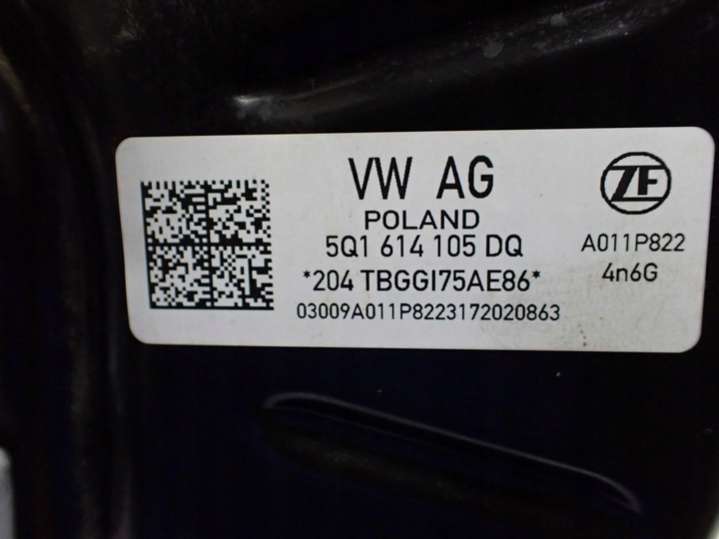 VW AG
POLAND
5Q1 614 105 DQ
*204 TBGGI75AE86*
03009A011P8223172020863
ZF
A011P822
4n6G